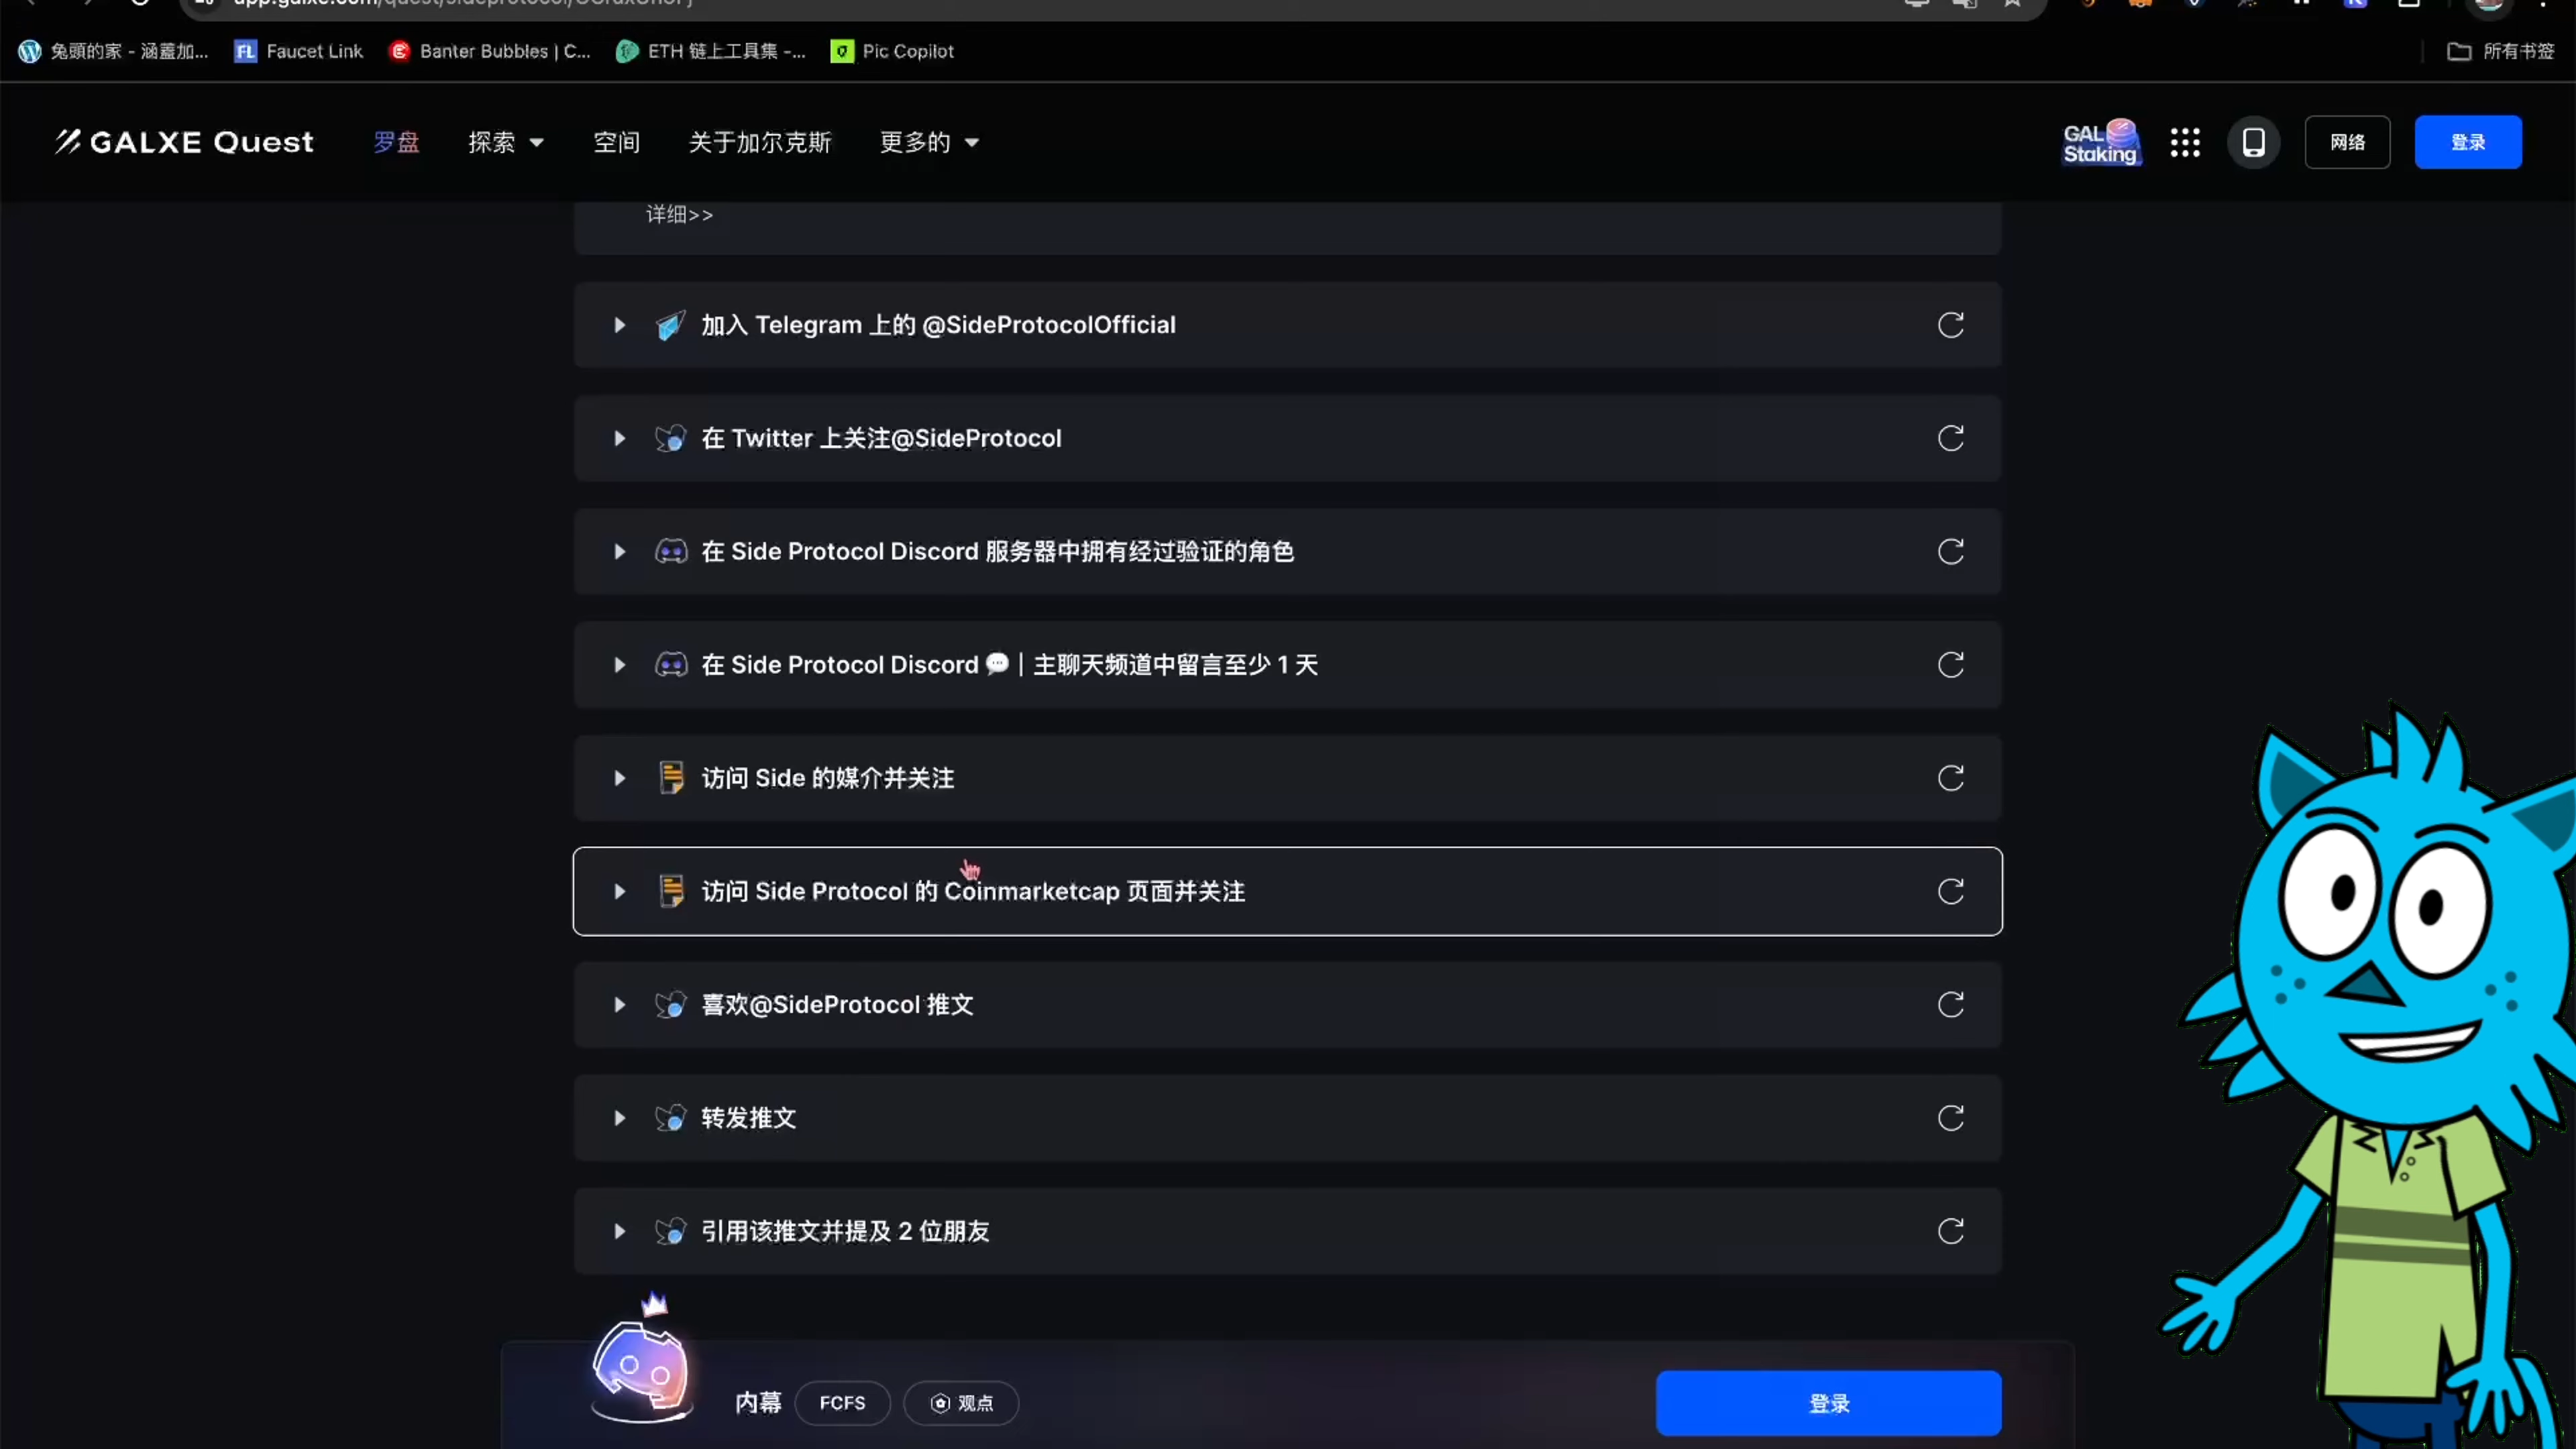 兔頭的家 - 涵蓋加... FL Faucet Link Banter Bubbles | C... ETH 链上工具集 -... Pic Copilot 所有书签
GALXE Quest 罗盘 探索 空间 关于加尔克斯 更多的 GAL Staking 网络 登录
详细>>
加入 Telegram 上的 @SideProtocolOfficial
在 Twitter 上关注@SideProtocol
在 Side Protocol Discord 服务器中拥有经过验证的角色
在 Side Protocol Discord 💬 | 主聊天频道中留言至少 1 天
访问 Side 的媒介并关注
访问 Side Protocol 的 Coinmarketcap 页面并关注
喜欢@SideProtocol 推文
转发推文
引用该推文并提及 2 位朋友
内幕 FCFS 观点 登录